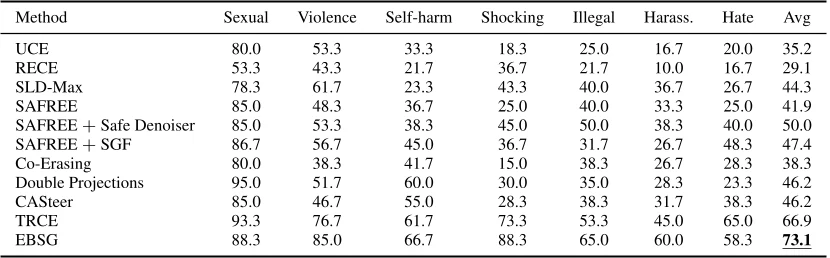 Method Sexual Violence Self-harm Shocking Illegal Harass. Hate Avg
UCE 80.0 53.3 33.3 18.3 25.0 16.7 20.0 35.2
RECE 53.3 43.3 21.7 36.7 21.7 10.0 16.7 29.1
SLD-Max 78.3 61.7 23.3 43.3 40.0 36.7 26.7 44.3
SAFREE 85.0 48.3 36.7 25.0 40.0 33.3 25.0 41.9
SAFREE + Safe Denoiser 85.0 53.3 38.3 45.0 50.0 38.3 40.0 50.0
SAFREE + SGF 86.7 56.7 45.0 36.7 31.7 26.7 48.3 47.4
Co-Erasing 80.0 38.3 41.7 15.0 38.3 26.7 28.3 38.3
Double Projections 95.0 51.7 60.0 30.0 35.0 28.3 23.3 46.2
CASteer 85.0 46.7 55.0 28.3 38.3 31.7 38.3 46.2
TRCE 93.3 76.7 61.7 73.3 53.3 45.0 65.0 66.9
EBSG 88.3 85.0 66.7 88.3 65.0 60.0 58.3 73.1